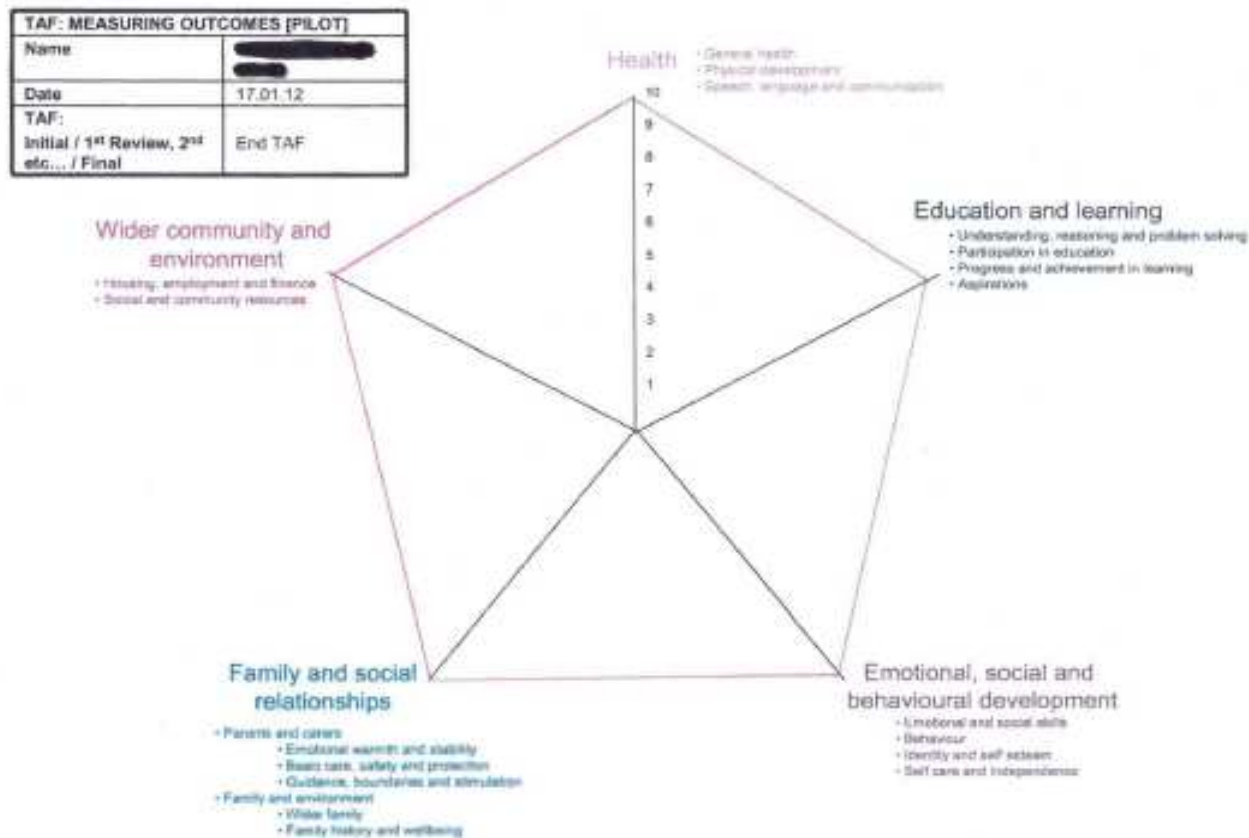 TAF: MEASURING OUTCOMES [PILOT]
Name
Date
17.01.12
TAF:
Initial / 1st Review, 2nd
etc... / Final
End TAF
Health
• General health
• Physical development
• Speech, language and communication
10
9
8
7
6
5
4
3
2
1
Education and learning
• Understanding, reasoning and problem solving
• Participation in education
• Progress and achievement in learning
• Aspirations
Wider community and
environment
• Housing, employment and finance
• Social and community resources
Family and social
relationships
• Parents and carers
• Emotional warmth and stability
• Basic care, safety and protection
• Guidance, boundaries and stimulation
• Family and environment
• Wider family
• Family history and wellbeing
Emotional, social and
behavioural development
• Emotional and social skills
• Behaviour
• Identity and self esteem
• Self care and independence